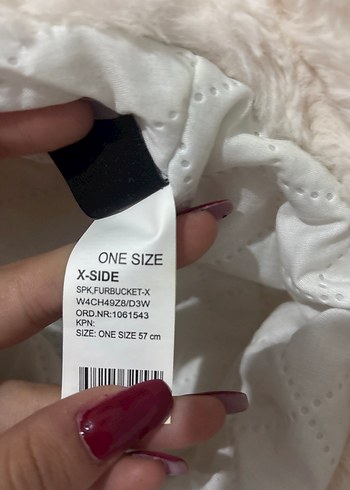 ONE SIZE
X-SIDE
SPK,FURBUCKET-X
W4CH49Z8/D3W
ORD.NR:1061543
KPN:
SIZE: ONE SIZE 57 cm